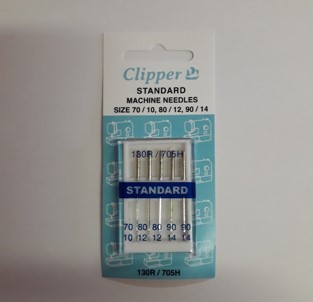 Clipper
STANDARD
MACHINE NEEDLES
SIZE 70 / 10, 80 / 12, 90 / 14
130R / 705H
STANDARD
70 80 80 90 90
10 12 12 14 14
130R / 705H